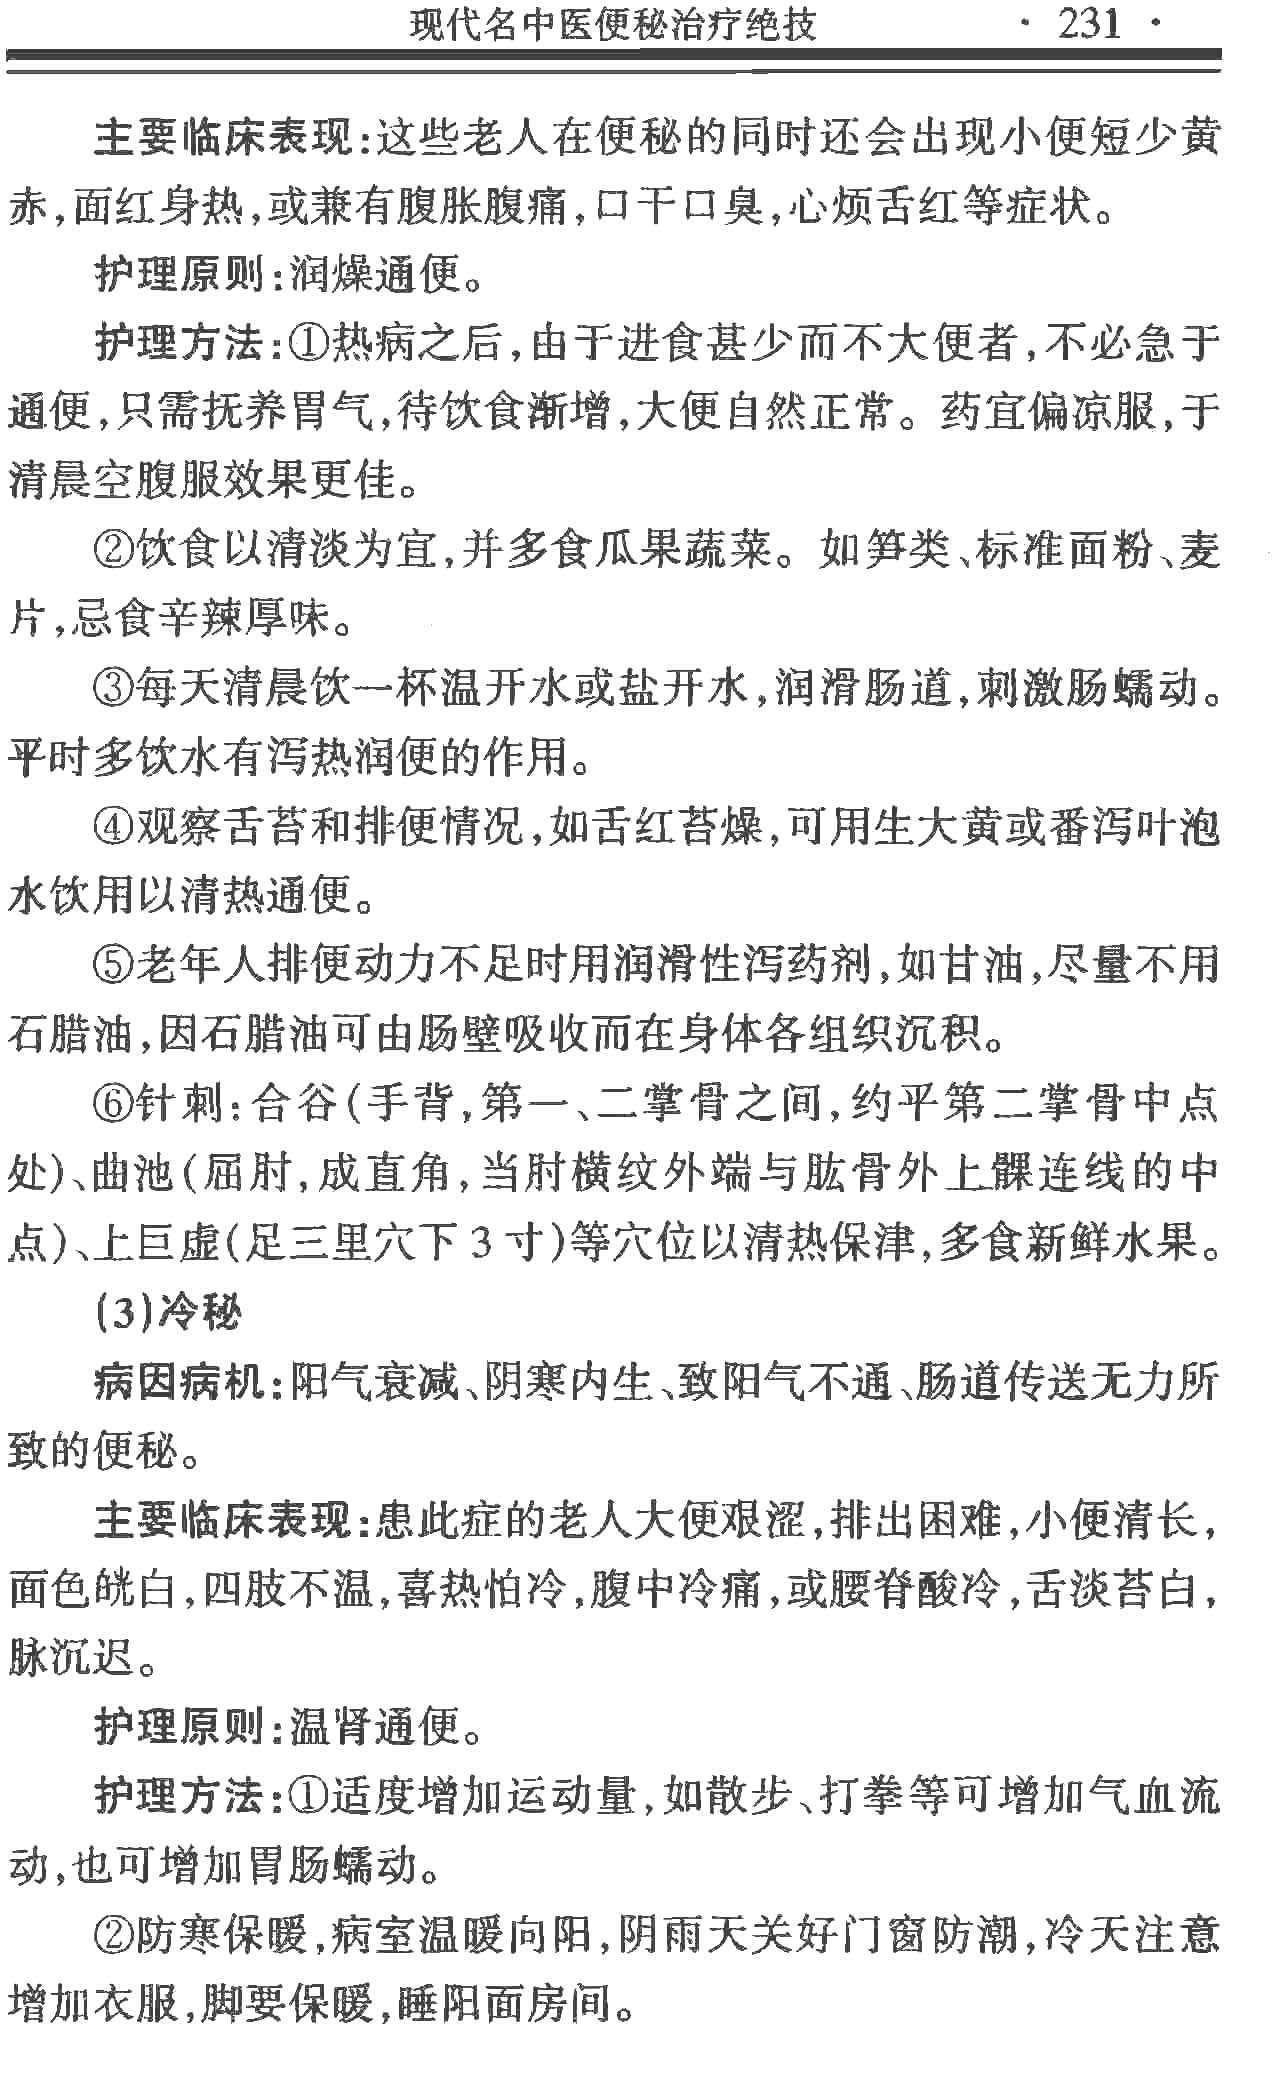 现代名中医便秘治疗绝技 · 231 ·
主要临床表现:这些老人在便秘的同时还会出现小便短少黄
赤,面红身热,或兼有腹胀腹痛,口干口臭,心烦舌红等症状。
护理原则:润燥通便。
护理方法:①热病之后,由于进食甚少而不大便者,不必急于
通便,只需抚养胃气,待饮食渐增,大便自然正常。药宜偏凉服,于
清晨空腹服效果更佳。
②饮食以清淡为宜,并多食瓜果蔬菜。如笋类、标准面粉、麦
片,忌食辛辣厚味。
③每天清晨饮一杯温开水或盐开水,润滑肠道,刺激肠蠕动。
平时多饮水有泻热润便的作用。
④观察舌苔和排便情况,如舌红苔燥,可用生大黄或番泻叶泡
水饮用以清热通便。
⑤老年人排便动力不足时用润滑性泻药剂,如甘油,尽量不用
石腊油,因石腊油可由肠壁吸收而在身体各组织沉积。
⑥针刺:合谷(手背,第一、二掌骨之间,约平第二掌骨中点
处)、曲池(屈肘,成直角,当肘横纹外端与肱骨外上髁连线的中
点)、上巨虚(足三里穴下3寸)等穴位以清热保津,多食新鲜水果。
(3)冷秘
病因病机:阳气衰减、阴寒内生、致阳气不通、肠道传送无力所
致的便秘。
主要临床表现:患此症的老人大便艰涩,排出困难,小便清长,
面色㿠白,四肢不温,喜热怕冷,腹中冷痛,或腰脊酸冷,舌淡苔白,
脉沉迟。
护理原则:温肾通便。
护理方法:①适度增加运动量,如散步、打拳等可增加气血流
动,也可增加胃肠蠕动。
②防寒保暖,病室温暖向阳,阴雨天关好门窗防潮,冷天注意
增加衣服,脚要保暖,睡阳面房间。